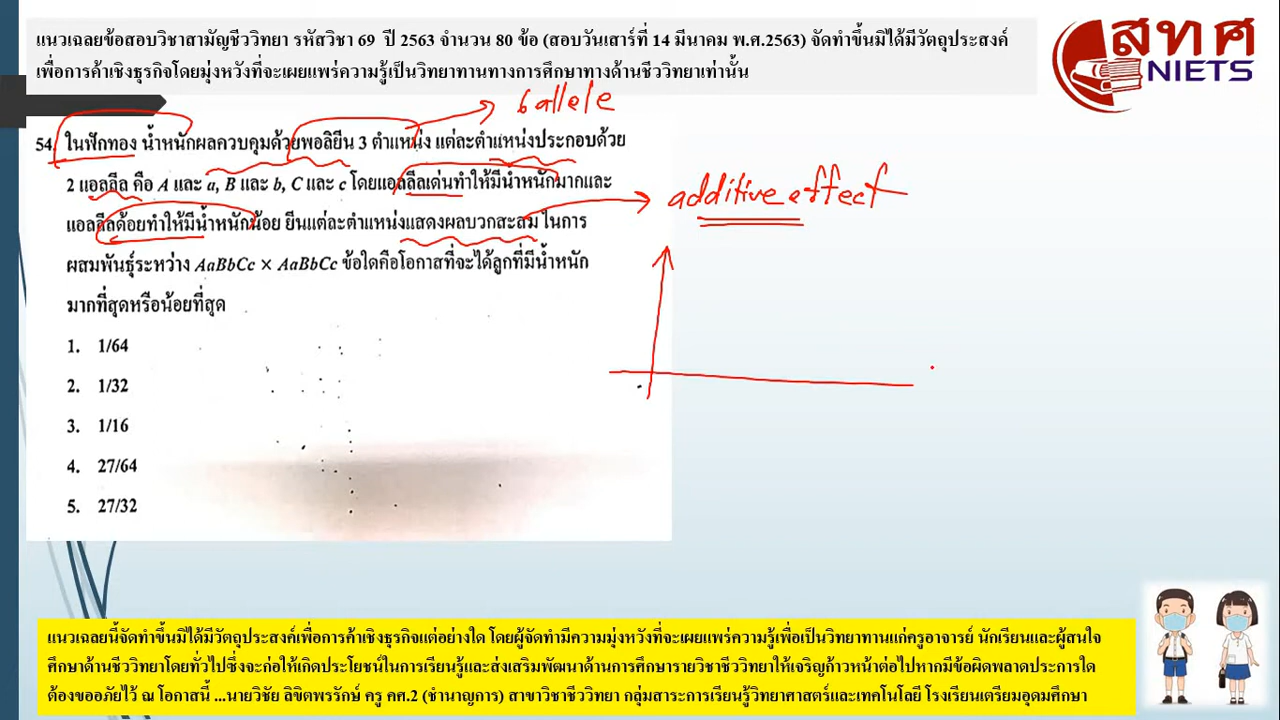 แนวเฉลยข้อสอบวิชาสามัญชีววิทยา รหัสวิชา 69 ปี 2563 จำนวน 80 ข้อ (สอบวันเสาร์ที่ 14 มีนาคม พ.ศ.2563) จัดทำขึ้นมิได้มีวัตถุประสงค์
เพื่อการค้าเชิงธุรกิจโดยมุ่งหวังที่จะเผยแพร่ความรู้เป็นวิทยาทานทางการศึกษาทางด้านชีววิทยาเท่านั้น
สทศ
NIETS
6 allele
54. ในฟักทอง น้ำหนักผลควบคุมด้วยพอลิยีน 3 ตำแหน่ง แต่ละตำแหน่งประกอบด้วย
2 แอลลีล คือ A และ a, B และ b, C และ c โดยแอลลีลเด่นทำให้มีน้ำหนักมากและ
additive effect
แอลลีลด้อยทำให้มีน้ำหนักน้อย ยีนแต่ละตำแหน่งแสดงผลบวกสะสม ในการ
ผสมพันธุ์ระหว่าง AaBbCc × AaBbCc ข้อใดคือโอกาสที่จะได้ลูกที่มีน้ำหนัก
มากที่สุดหรือน้อยที่สุด
1. 1/64
2. 1/32
3. 1/16
4. 27/64
5. 27/32
แนวเฉลยนี้จัดทำขึ้นมิได้มีวัตถุประสงค์เพื่อการค้าเชิงธุรกิจแต่อย่างใด โดยผู้จัดทำมีความมุ่งหวังที่จะเผยแพร่ความรู้เพื่อเป็นวิทยาทานแก่ครูอาจารย์ นักเรียนและผู้สนใจ
ศึกษาด้านชีววิทยาโดยทั่วไปซึ่งจะก่อให้เกิดประโยชน์ในการเรียนรู้และส่งเสริมพัฒนาด้านการศึกษารายวิชาชีววิทยาให้เจริญก้าวหน้าต่อไปหากมีข้อผิดพลาดประการใด
ต้องขออภัยไว้ ณ โอกาสนี้ ...นายวิชัย ลิขิตพรรักษ์ ครู คศ.2 (ชำนาญการ) สาขาวิชาชีววิทยา กลุ่มสาระการเรียนรู้วิทยาศาสตร์และเทคโนโลยี โรงเรียนเตรียมอุดมศึกษา